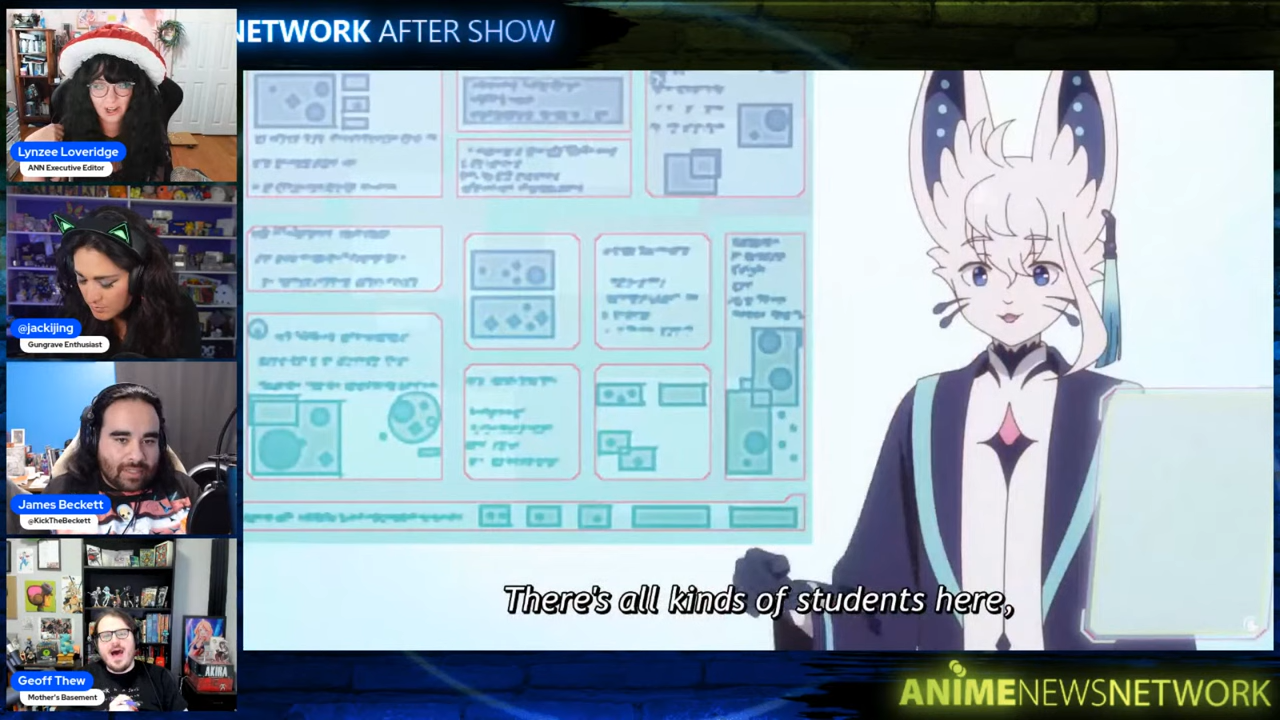 NETWORK AFTER SHOW
Lynzee Loveridge
ANN Executive Editor
@jackijing
Gungrave Enthusiast
James Beckett
@KickTheBeckett
Geoff Thew
Mother's Basement
AKIRA
There's all kinds of students here,
ANIMENEWSNETWORK